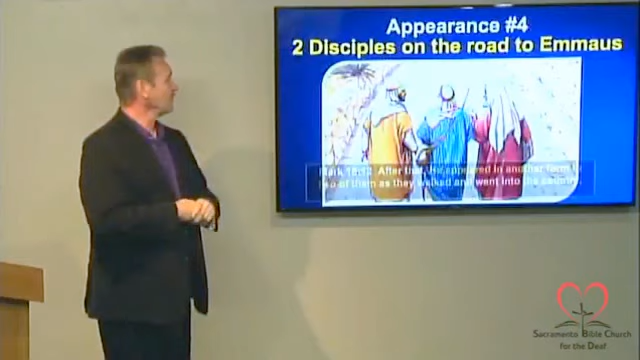 Appearance #4
2 Disciples on the road to Emmaus
Mark 16:12 After that, He appeared in another form to
two of them as they walked and went into the country.
Sacramento Bible Church
for the Deaf